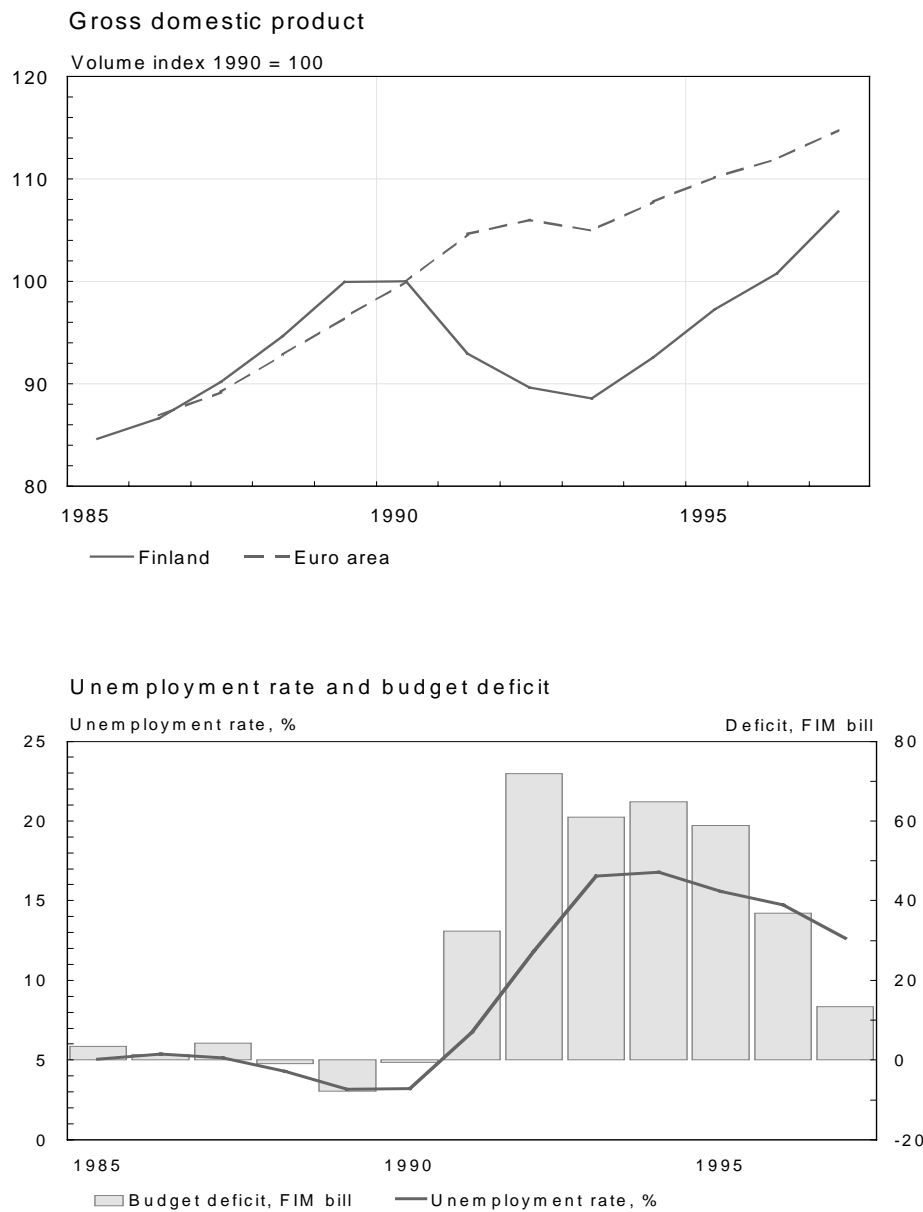 Gross domestic product
Volume index 1990 = 100
120
110
100
90
80
1985 1990 1995
Finland Euro area
Unemployment rate and budget deficit
Unemployment rate, % Deficit, FIM bill
25 80
20 60
15 40
10 20
5 0
0 -20
1985 1990 1995
Budget deficit, FIM bill Unemployment rate, %